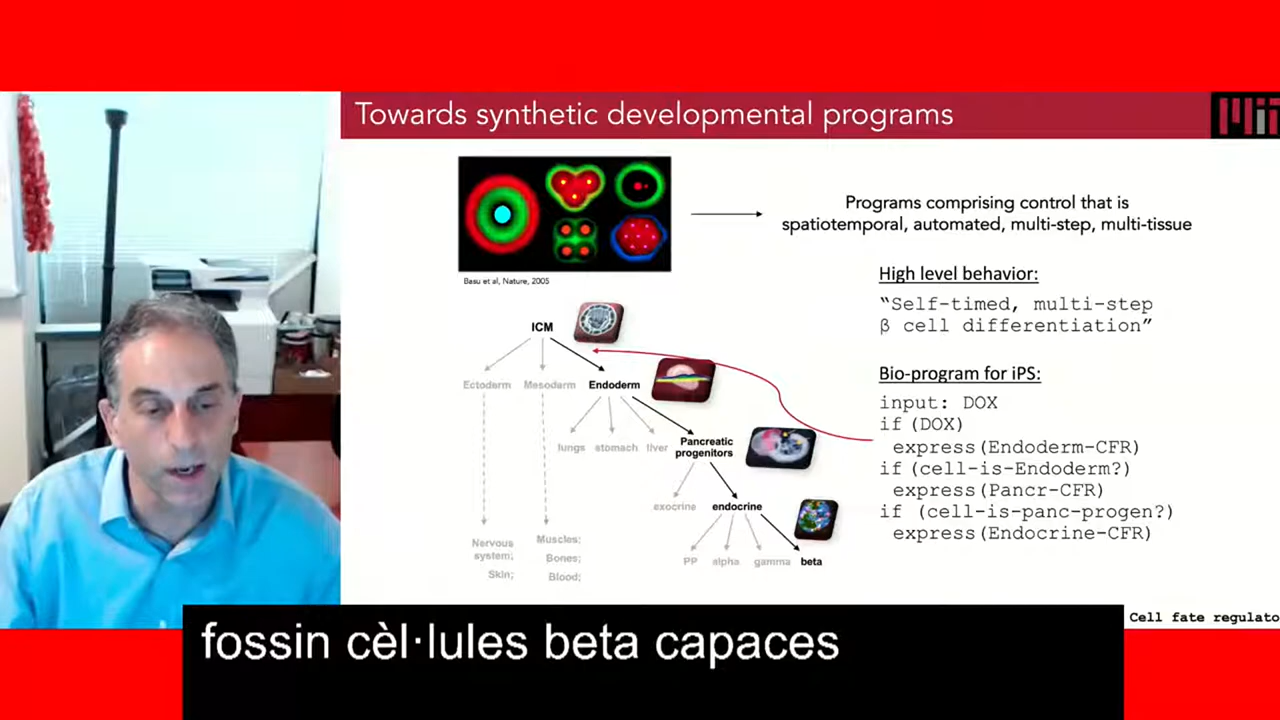 Towards synthetic developmental programs
MIT
Basu et al, Nature, 2005
Programs comprising control that is
spatiotemporal, automated, multi-step, multi-tissue
High level behavior:
“Self-timed, multi-step
β cell differentiation”
ICM
Ectoderm Mesoderm Endoderm
lungs stomach liver Pancreatic
progenitors
exocrine endocrine
Nervous
system;
Skin;
Muscles:
Bones:
Blood;
PP alpha gamma beta
Bio-program for iPS:
input: DOX
if (DOX)
express(Endoderm-CFR)
if (cell-is-Endoderm?)
express(Pancr-CFR)
if (cell-is-panc-progen?)
express(Endocrine-CFR)
Cell fate regulato
fossin cèl·lules beta capaces